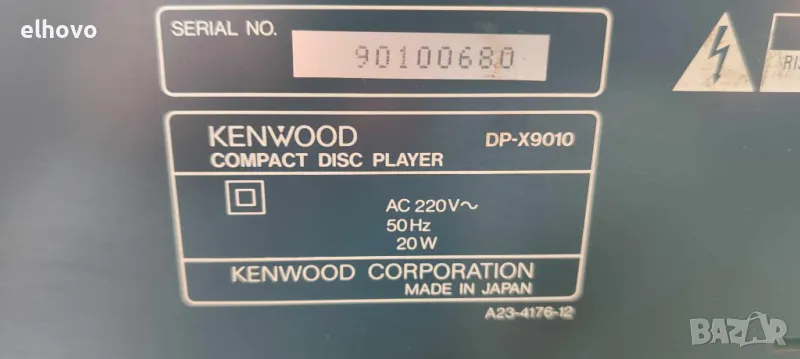 elhovo
SERIAL NO.
90100680
KENWOOD DP-X9010
COMPACT DISC PLAYER
AC 220V~
50Hz
20W
KENWOOD CORPORATION
MADE IN JAPAN
A23-4176-12
BAZAR